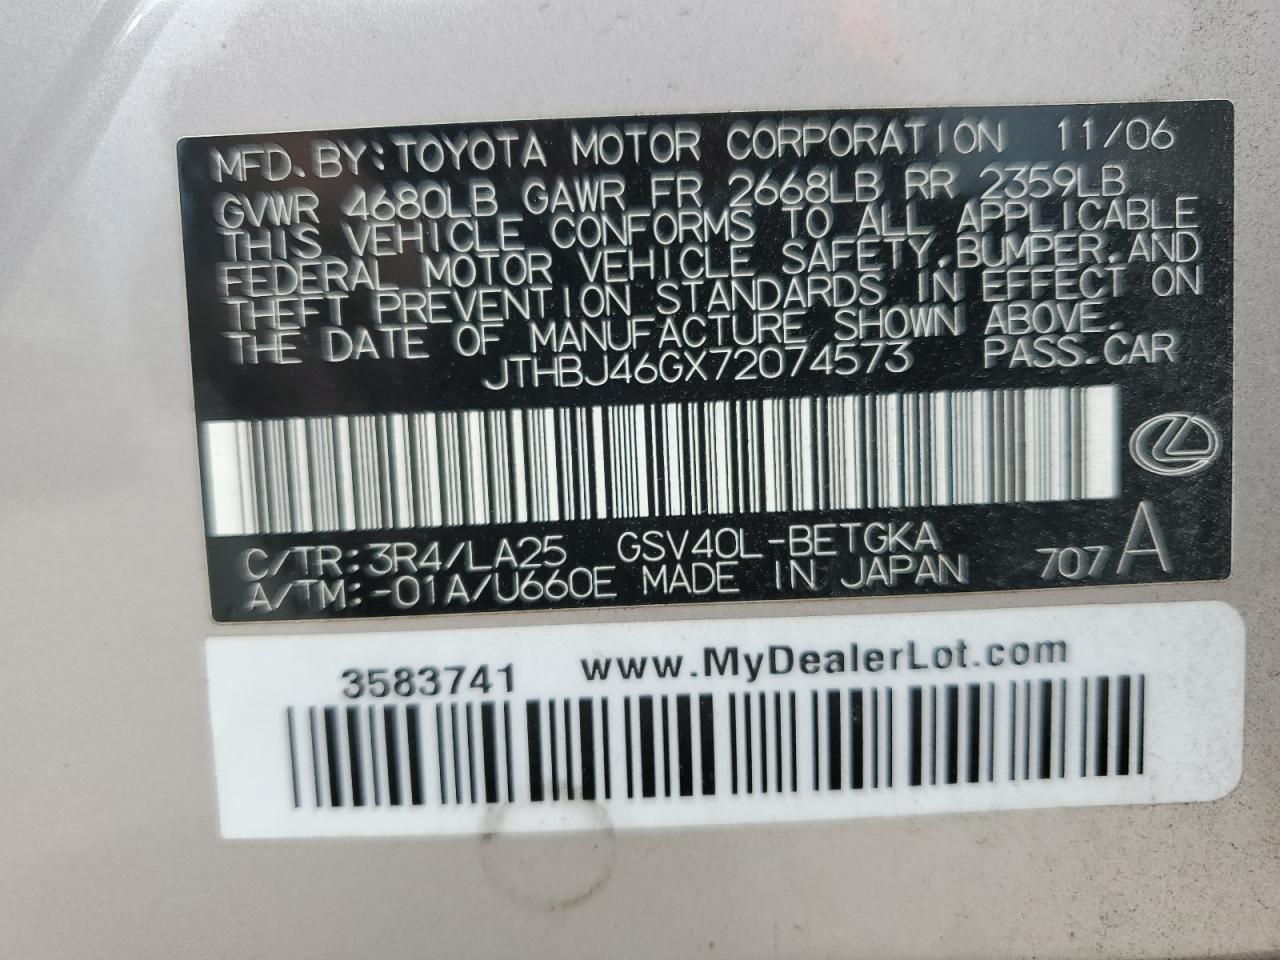 MFD. BY: TOYOTA MOTOR CORPORATION 11/06
GVWR 4680LB GAWR FR 2668LB RR 2359LB
THIS VEHICLE CONFORMS TO ALL APPLICABLE
FEDERAL MOTOR VEHICLE SAFETY, BUMPER, AND
THEFT PREVENTION STANDARDS IN EFFECT ON
THE DATE OF MANUFACTURE SHOWN ABOVE.
JTHBJ46GX72074573 PASS. CAR
C/TR: 3R4/LA25 GSV40L-BETGKA
A/TM: -01A/U660E MADE IN JAPAN 707 A
3583741 www.MyDealerLot.com